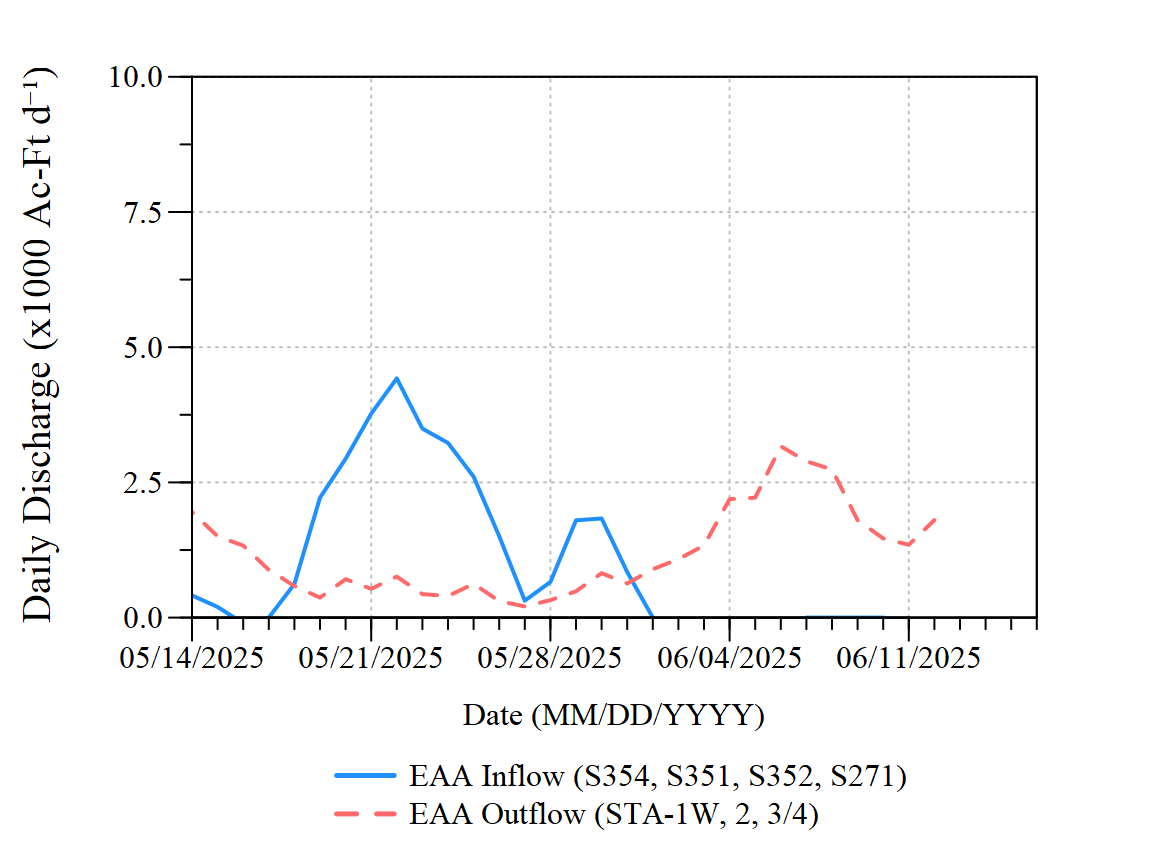 Daily Discharge (x1000 Ac-Ft d⁻¹)
10.0
7.5
5.0
2.5
0.0
05/14/2025 05/21/2025 05/28/2025 06/04/2025 06/11/2025
Date (MM/DD/YYYY)
EAA Inflow (S354, S351, S352, S271)
EAA Outflow (STA-1W, 2, 3/4)